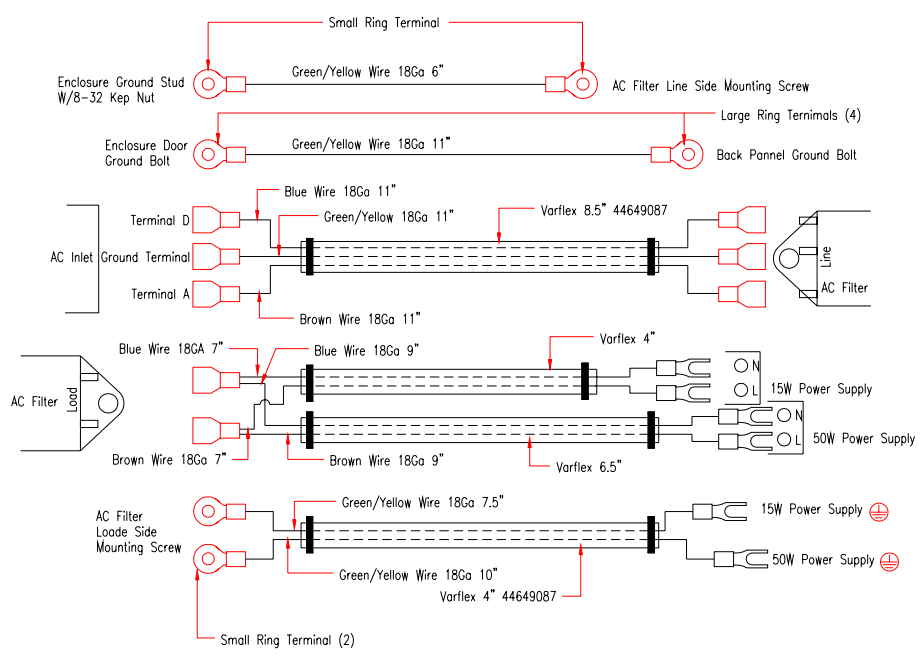 Small Ring Terminal
Green/Yellow Wire 18Ga 6"
Enclosure Ground Stud
W/8-32 Kep Nut
AC Filter Line Side Mounting Screw
Large Ring Ternimals (4)
Enclosure Door
Ground Bolt
Green/Yellow Wire 18Ga 11"
Back Pannel Ground Bolt
Blue Wire 18Ga 11"
Green/Yellow 18Ga 11"
Varflex 8.5" 44649087
Terminal D
AC Inlet
Ground Terminal
Terminal A
Line
AC Filter
Brown Wire 18Ga 11"
Blue Wire 18GA 7"
Blue Wire 18Ga 9"
Varflex 4"
N
L
15W Power Supply
AC Filter
Load
N
L
50W Power Supply
Brown Wire 18Ga 7"
Brown Wire 18Ga 9"
Varflex 6.5"
Green/Yellow Wire 18Ga 7.5"
AC Filter
Loade Side
Mounting Screw
15W Power Supply
50W Power Supply
Green/Yellow Wire 18Ga 10"
Varflex 4" 44649087
Small Ring Terminal (2)